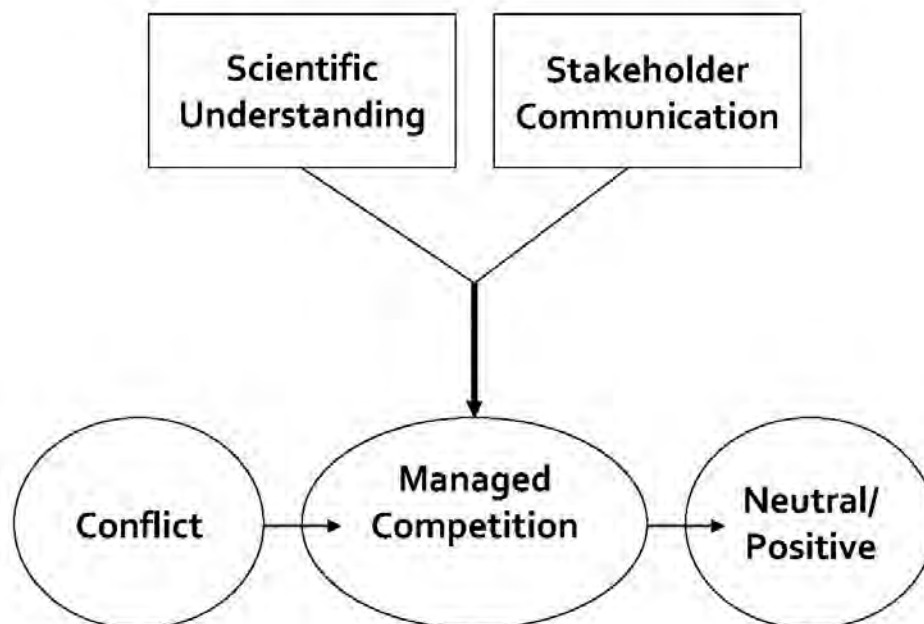 Scientific
Understanding
Stakeholder
Communication
Conflict
Managed
Competition
Neutral/
Positive